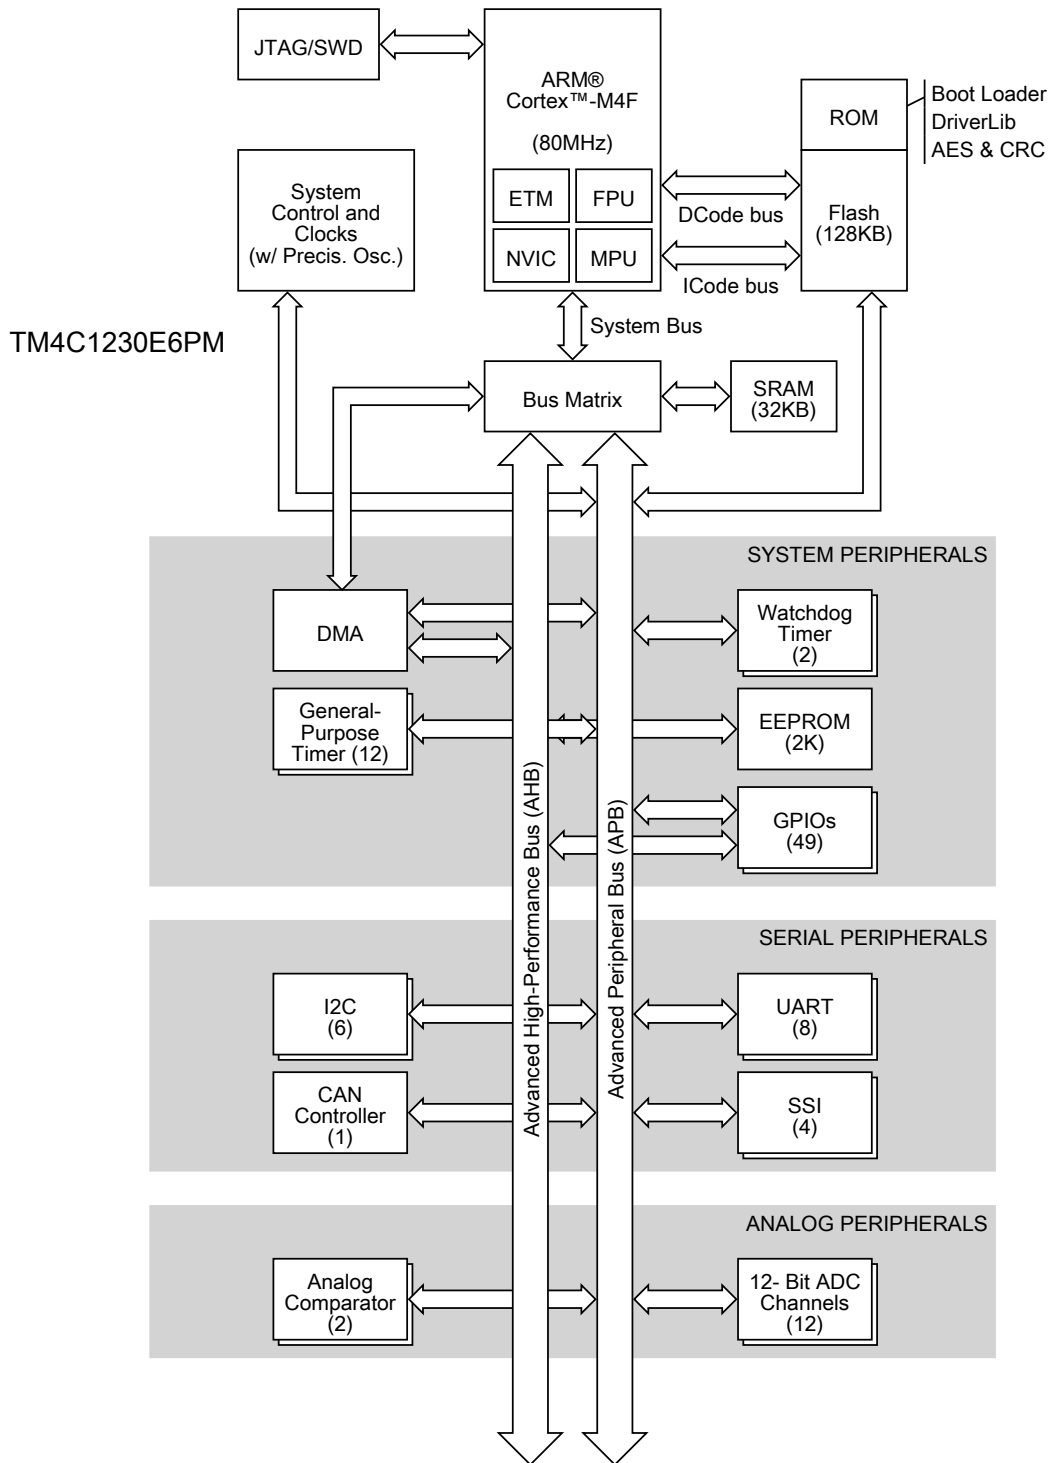 JTAG/SWD
ARM®
Cortex™-M4F
(80MHz)
ETM
FPU
NVIC
MPU
ROM
Boot Loader
DriverLib
AES & CRC
Flash
(128KB)
DCode bus
ICode bus
System
Control and
Clocks
(w/ Precis. Osc.)
TM4C1230E6PM
System Bus
Bus Matrix
SRAM
(32KB)
SYSTEM PERIPHERALS
DMA
Watchdog
Timer
(2)
General-
Purpose
Timer (12)
EEPROM
(2K)
GPIOs
(49)
Advanced High-Performance Bus (AHB)
Advanced Peripheral Bus (APB)
SERIAL PERIPHERALS
I2C
(6)
UART
(8)
CAN
Controller
(1)
SSI
(4)
ANALOG PERIPHERALS
Analog
Comparator
(2)
12- Bit ADC
Channels
(12)